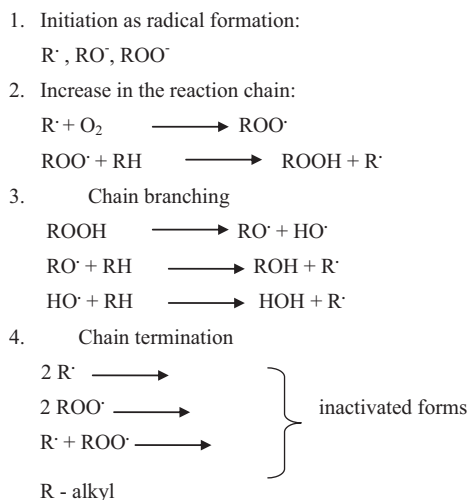 1. Initiation as radical formation:
R˙ , RO˙, ROO˙
2. Increase in the reaction chain:
R˙ + O₂ ⟶ ROO˙
ROO˙ + RH ⟶ ROOH + R˙
3. Chain branching
ROOH ⟶ RO˙ + HO˙
RO˙ + RH ⟶ ROH + R˙
HO˙ + RH ⟶ HOH + R˙
4. Chain termination
2 R˙ ⟶
2 ROO˙ ⟶
inactivated forms
R˙ + ROO˙ ⟶
R - alkyl